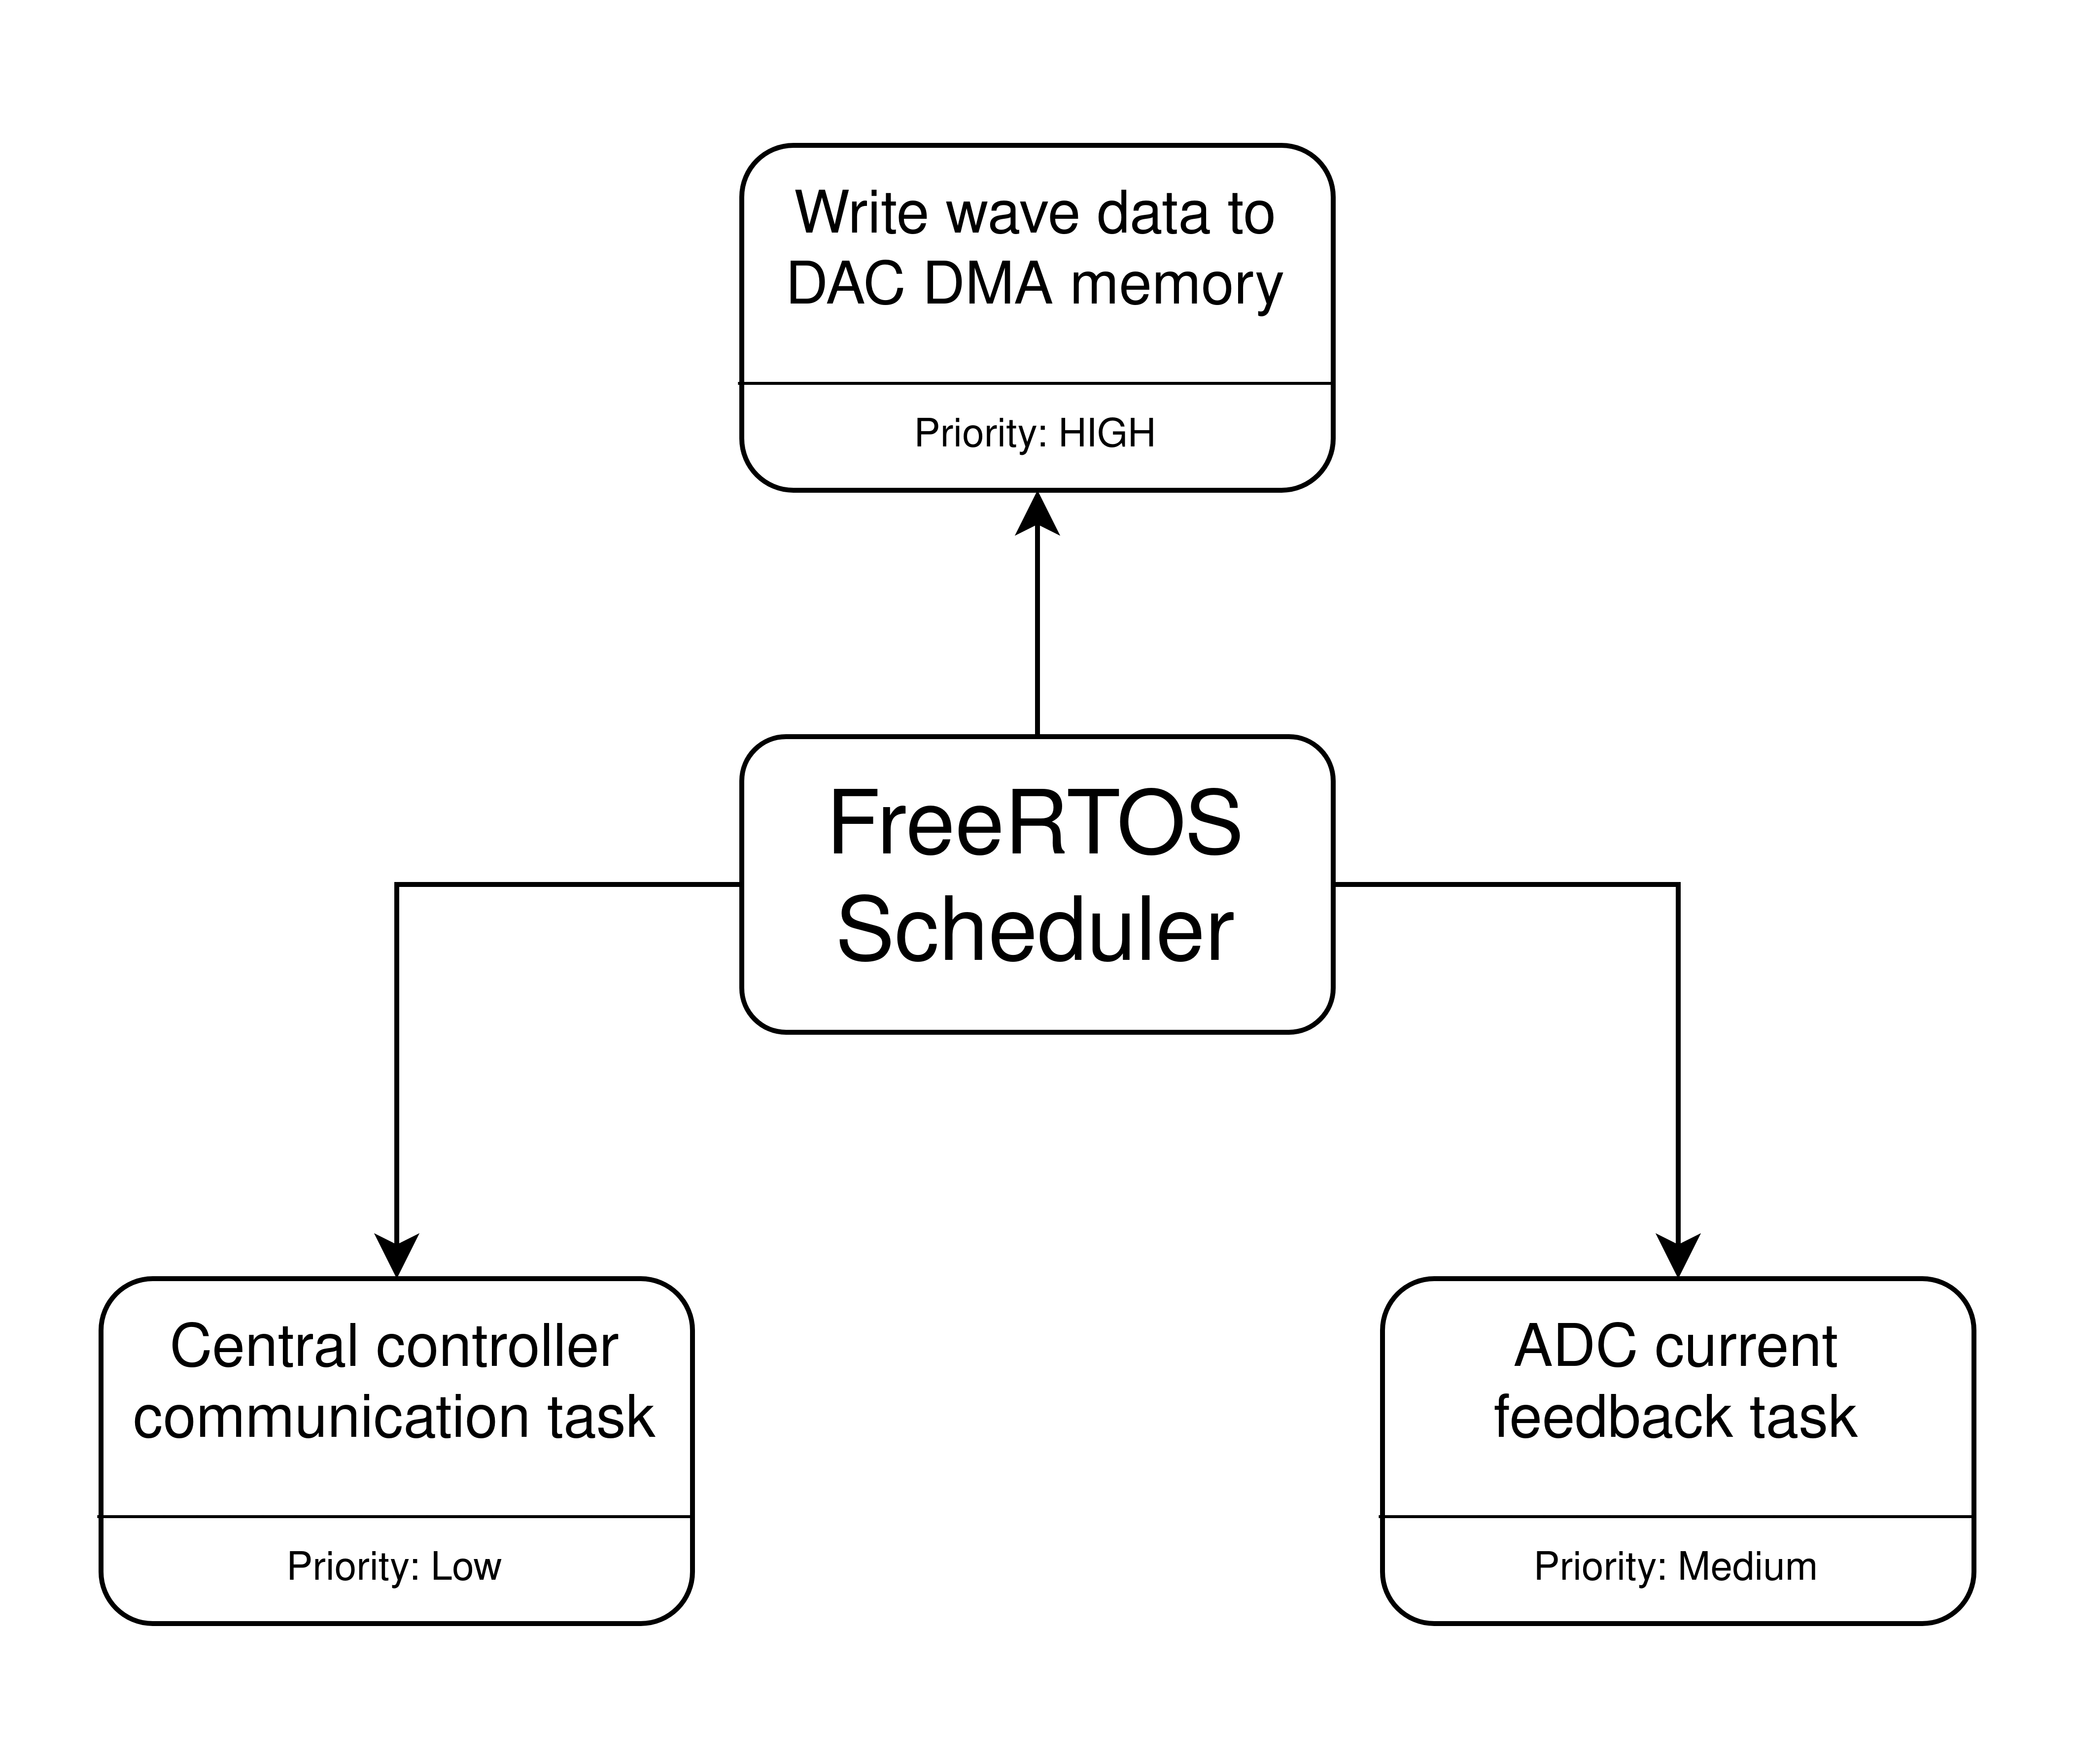 Write wave data to
DAC DMA memory
Priority: HIGH
FreeRTOS
Scheduler
Central controller
communication task
Priority: Low
ADC current
feedback task
Priority: Medium